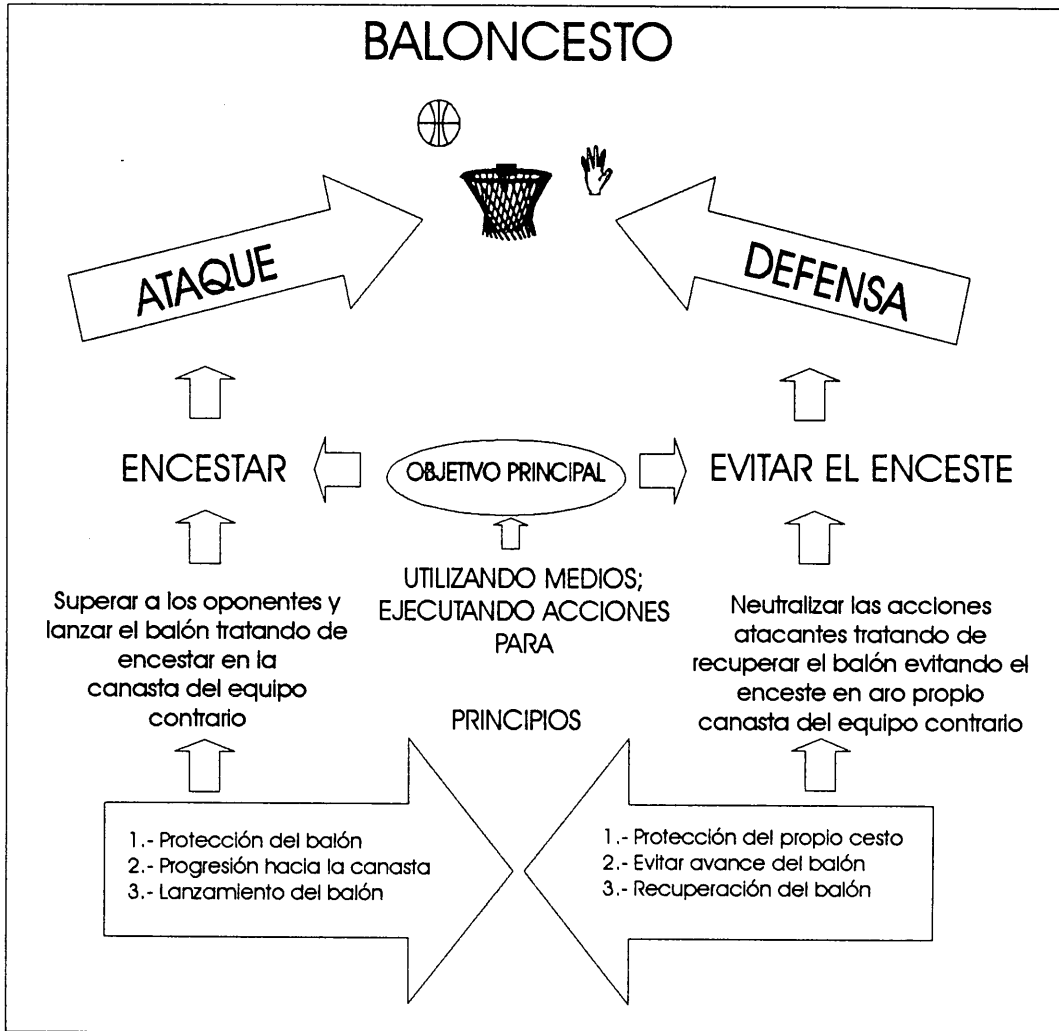 BALONCESTO
ATAQUE
DEFENSA
ENCESTAR
OBJETIVO PRINCIPAL
EVITAR EL ENCESTE
Superar a los oponentes y
lanzar el balón tratando de
encestar en la
canasta del equipo
contrario
UTILIZANDO MEDIOS;
EJECUTANDO ACCIONES
PARA
Neutralizar las acciones
atacantes tratando de
recuperar el balón evitando el
enceste en aro propio
canasta del equipo contrario
PRINCIPIOS
1.- Protección del balón
2.- Progresión hacia la canasta
3.- Lanzamiento del balón
1.- Protección del propio cesto
2.- Evitar avance del balón
3.- Recuperación del balón